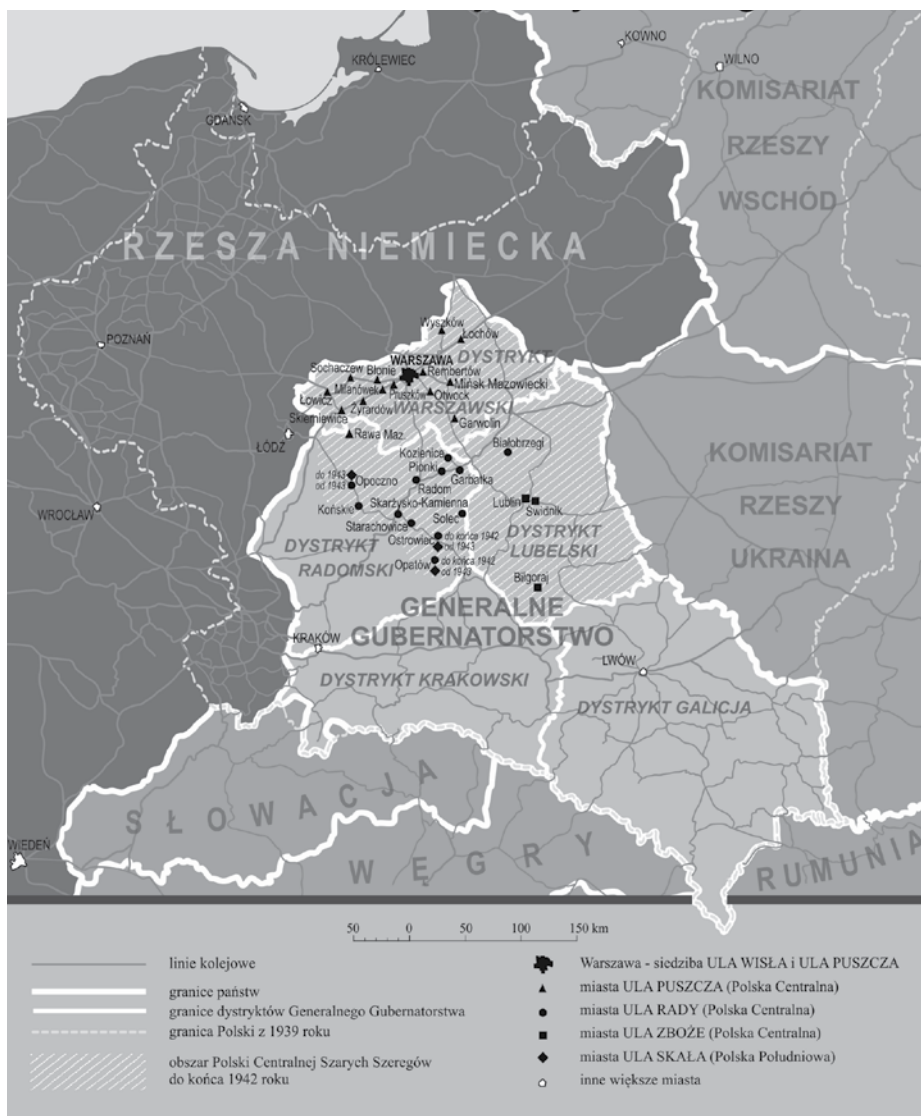 KOWNO
WILNO
KRÓLEWIEC
GDAŃSK
KOMISARIAT
RZESZY
WSCHÓD
RZESZA NIEMIECKA
POZNAŃ
Wyszków
Łochów
WARSZAWA
DYSTRYKT
WARSZAWSKI
Sochaczew
Błonie
Rembertów
Mińsk Mazowiecki
Milanówek
Pruszków
Otwock
Łowicz
Żyrardów
Skierniewice
Garwolin
ŁÓDŹ
Rawa Maz.
Białobrzegi
Kozienice
Pionki
Garbatka
do 1943
od 1943
Opoczno
Radom
KOMISARIAT
RZESZY
UKRAINA
WROCŁAW
Końskie
Skarżysko-Kamienna
Solec
Lublin
Świdnik
Starachowice
DYSTRYKT
LUBELSKI
Ostrowiec
do końca 1942
od 1943
DYSTRYKT
RADOMSKI
Opatów
do końca 1942
od 1943
Biłgoraj
GENERALNE
GUBERNATORSTWO
KRAKÓW
LWÓW
DYSTRYKT KRAKOWSKI
DYSTRYKT GALICJA
SŁOWACJA
WIEDEŃ
WĘGRY
RUMUNIA
50 0 50 100 150 km
linie kolejowe
granice państw
granice dystryktów Generalnego Gubernatorstwa
granica Polski z 1939 roku
obszar Polski Centralnej Szarych Szeregów
do końca 1942 roku
Warszawa - siedziba ULA WISŁA i ULA PUSZCZA
miasta ULA PUSZCZA (Polska Centralna)
miasta ULA RADY (Polska Centralna)
miasta ULA ZBOŻE (Polska Centralna)
miasta ULA SKAŁA (Polska Południowa)
inne większe miasta